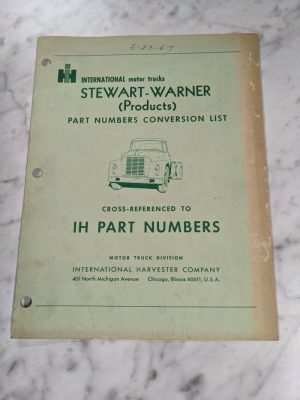 3-27-67
IH INTERNATIONAL motor trucks
STEWART-WARNER
(Products)
PART NUMBERS CONVERSION LIST
CROSS-REFERENCED TO
IH PART NUMBERS
MOTOR TRUCK DIVISION
INTERNATIONAL HARVESTER COMPANY
401 North Michigan Avenue Chicago, Illinois 60611, U.S.A.